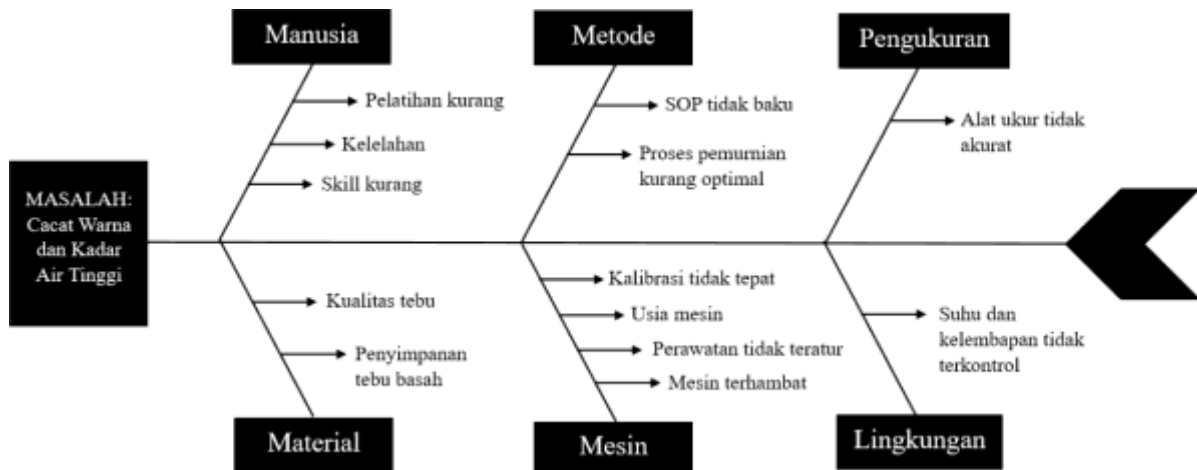 Manusia
Metode
Pengukuran
Pelatihan kurang
Kelelahan
Skill kurang
SOP tidak baku
Proses pemurnian
kurang optimal
Alat ukur tidak
akurat
MASALAH:
Cacat Warna
dan Kadar
Air Tinggi
Kualitas tebu
Penyimpanan
tebu basah
Kalibrasi tidak tepat
Usia mesin
Perawatan tidak teratur
Mesin terhambat
Suhu dan
kelembapan tidak
terkontrol
Material
Mesin
Lingkungan